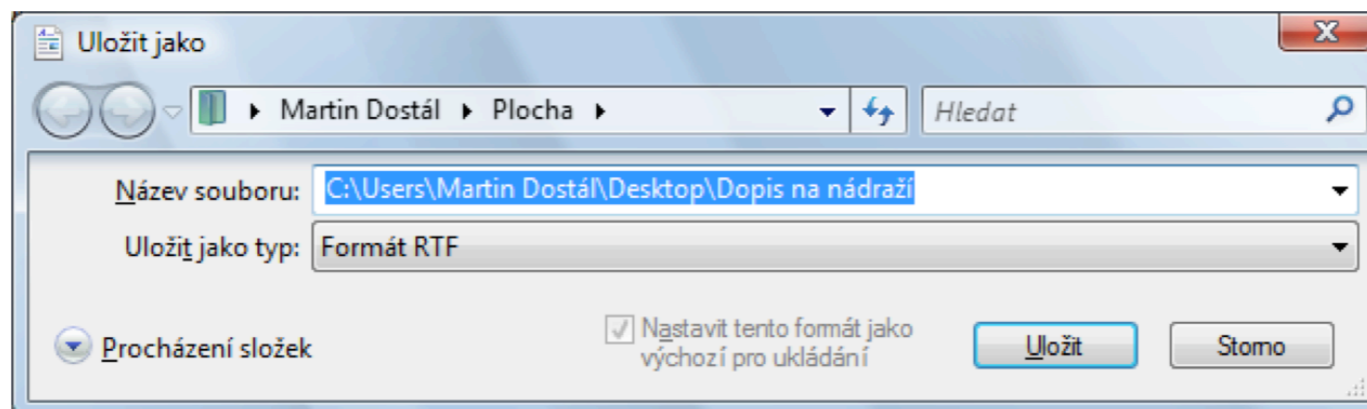 Uložit jako
Martin Dostál Plocha
Hledat
Název souboru: C:\Users\Martin Dostál\Desktop\Dopis na nádraží
Uložit jako typ: Formát RTF
Procházení složek
Nastavit tento formát jako
výchozí pro ukládání
Uložit
Storno